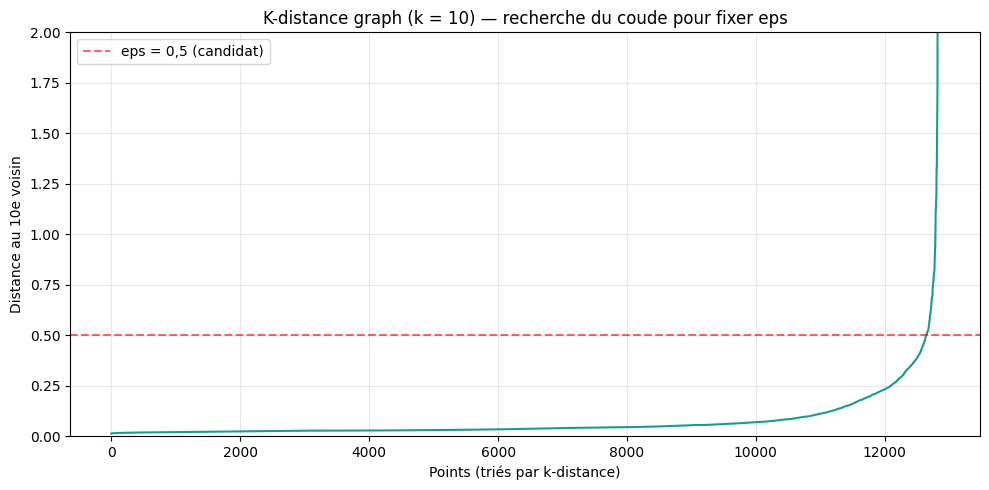 K-distance graph (k = 10) — recherche du coude pour fixer eps
eps = 0,5 (candidat)
2.00
1.75
1.50
1.25
1.00
0.75
0.50
0.25
0.00
Distance au 10e voisin
0 2000 4000 6000 8000 10000 12000
Points (triés par k-distance)